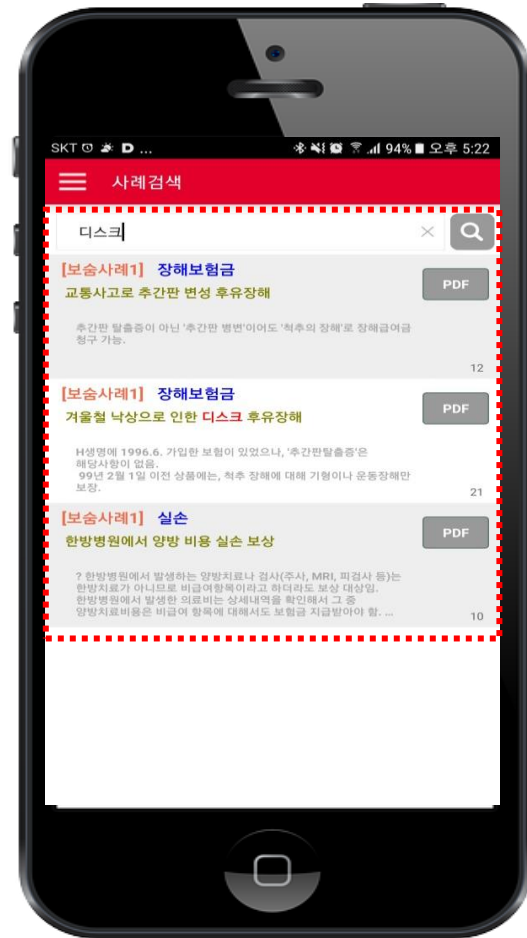 SKT D ... 94% 오후 5:22
사례검색
디스크
[보숨사례1] 장해보험금
PDF
교통사고로 추간판 변성 후유장해
추간판 탈출증이 아닌 '추간판 병변'이어도 '척추의 장해'로 장해급여금
청구 가능.
12
[보숨사례1] 장해보험금
PDF
겨울철 낙상으로 인한 디스크 후유장해
H생명에 1996.6. 가입한 보험이 있었으나, '추간판탈출증'은
해당사항이 없음.
99년 2월 1일 이전 상품에는, 척추 장해에 대해 기형이나 운동장해만
보장.
21
[보숨사례1] 실손
PDF
한방병원에서 양방 비용 실손 보상
? 한방병원에서 발생하는 양방치료나 검사(주사, MRI, 피검사 등)는
한방치료가 아니므로 비급여항목이라고 하더라도 보상 대상임.
한방병원에서 발생한 의료비는 상세내역을 확인해서 그 중
양방치료비용은 비급여 항목에 대해서도 보험금 지급받아야 함. ...
10